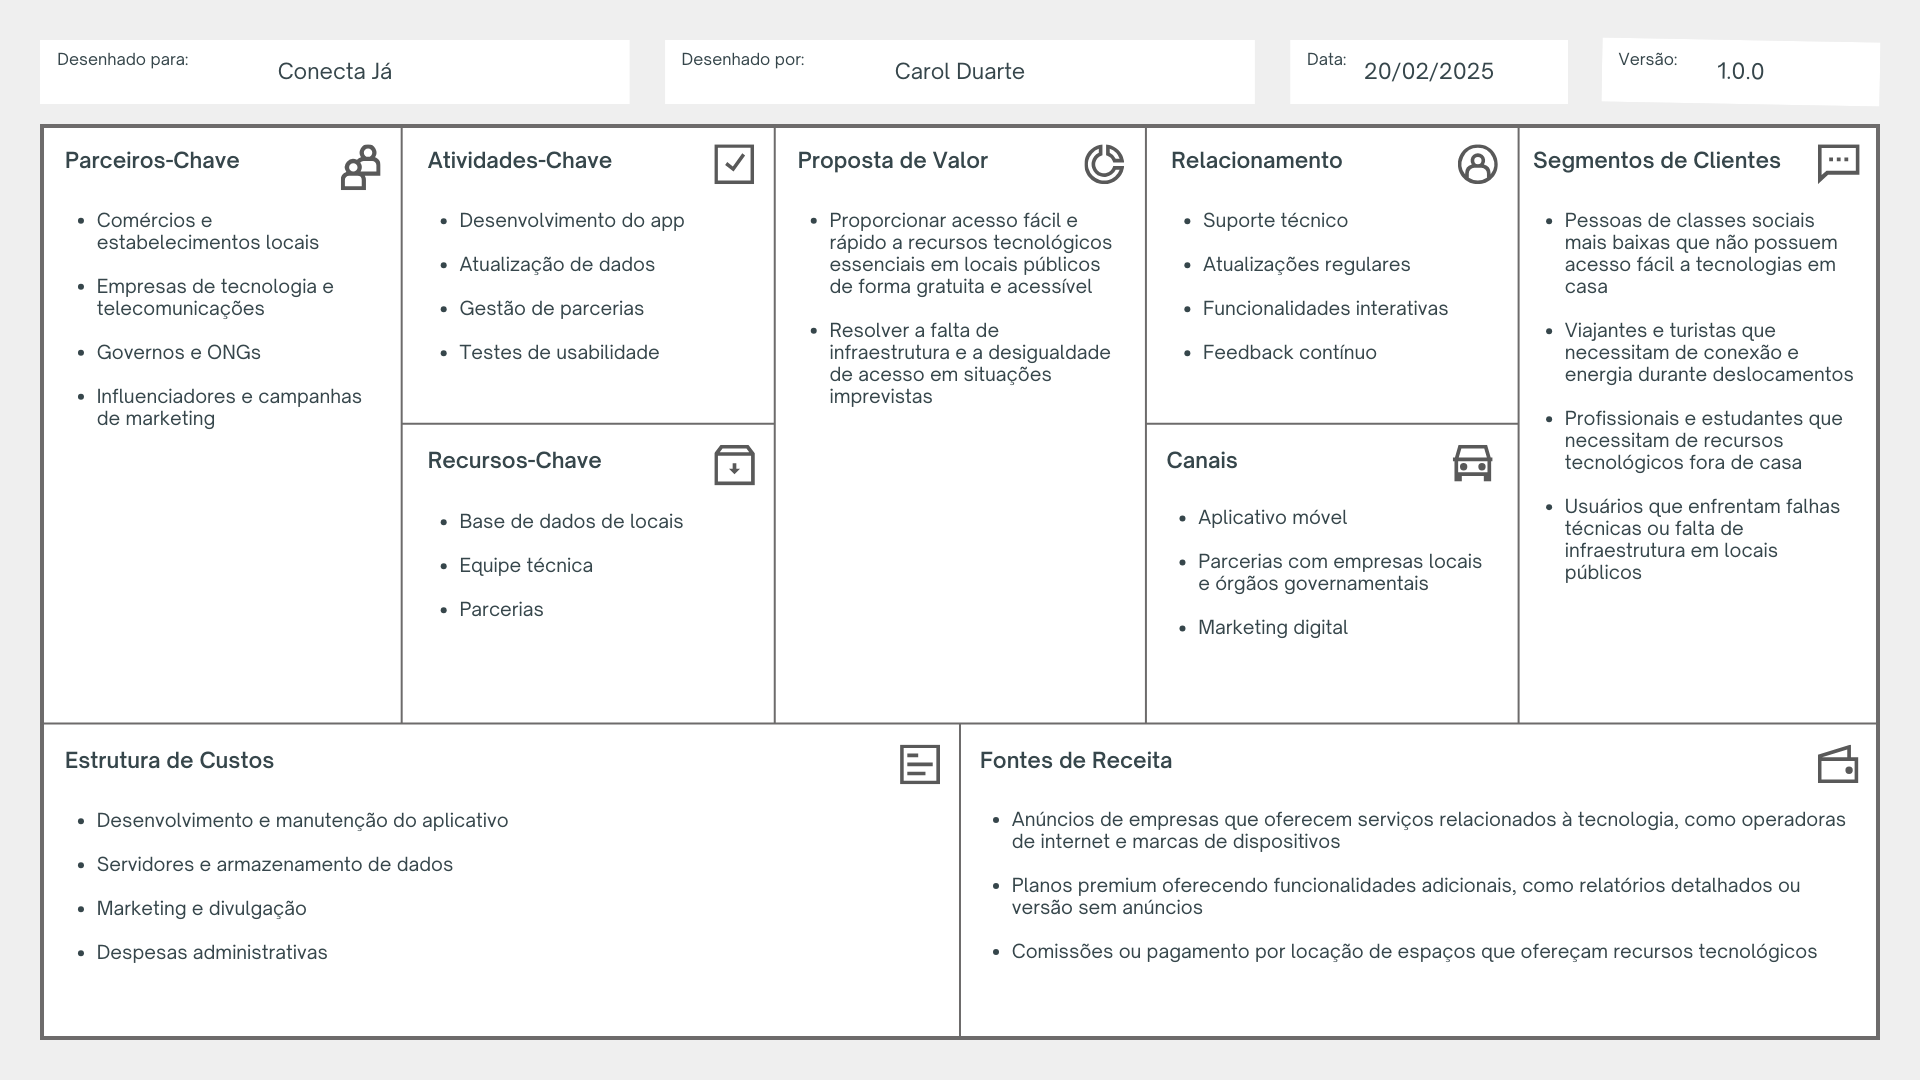 Desenhado para: Conecta Já
Desenhado por: Carol Duarte
Data: 20/02/2025
Versão: 1.0.0
Parceiros-Chave
• Comércios e
estabelecimentos locais
• Empresas de tecnologia e
telecomunicações
• Governos e ONGs
• Influenciadores e campanhas
de marketing
Atividades-Chave
• Desenvolvimento do app
• Atualização de dados
• Gestão de parcerias
• Testes de usabilidade
Recursos-Chave
• Base de dados de locais
• Equipe técnica
• Parcerias
Proposta de Valor
• Proporcionar acesso fácil e
rápido a recursos tecnológicos
essenciais em locais públicos
de forma gratuita e acessível
• Resolver a falta de
infraestrutura e a desigualdade
de acesso em situações
imprevistas
Relacionamento
• Suporte técnico
• Atualizações regulares
• Funcionalidades interativas
• Feedback contínuo
Canais
• Aplicativo móvel
• Parcerias com empresas locais
e órgãos governamentais
• Marketing digital
Segmentos de Clientes
• Pessoas de classes sociais
mais baixas que não possuem
acesso fácil a tecnologias em
casa
• Viajantes e turistas que
necessitam de conexão e
energia durante deslocamentos
• Profissionais e estudantes que
necessitam de recursos
tecnológicos fora de casa
• Usuários que enfrentam falhas
técnicas ou falta de
infraestrutura em locais
públicos
Estrutura de Custos
• Desenvolvimento e manutenção do aplicativo
• Servidores e armazenamento de dados
• Marketing e divulgação
• Despesas administrativas
Fontes de Receita
• Anúncios de empresas que oferecem serviços relacionados à tecnologia, como operadoras
de internet e marcas de dispositivos
• Planos premium oferecendo funcionalidades adicionais, como relatórios detalhados ou
versão sem anúncios
• Comissões ou pagamento por locação de espaços que ofereçam recursos tecnológicos